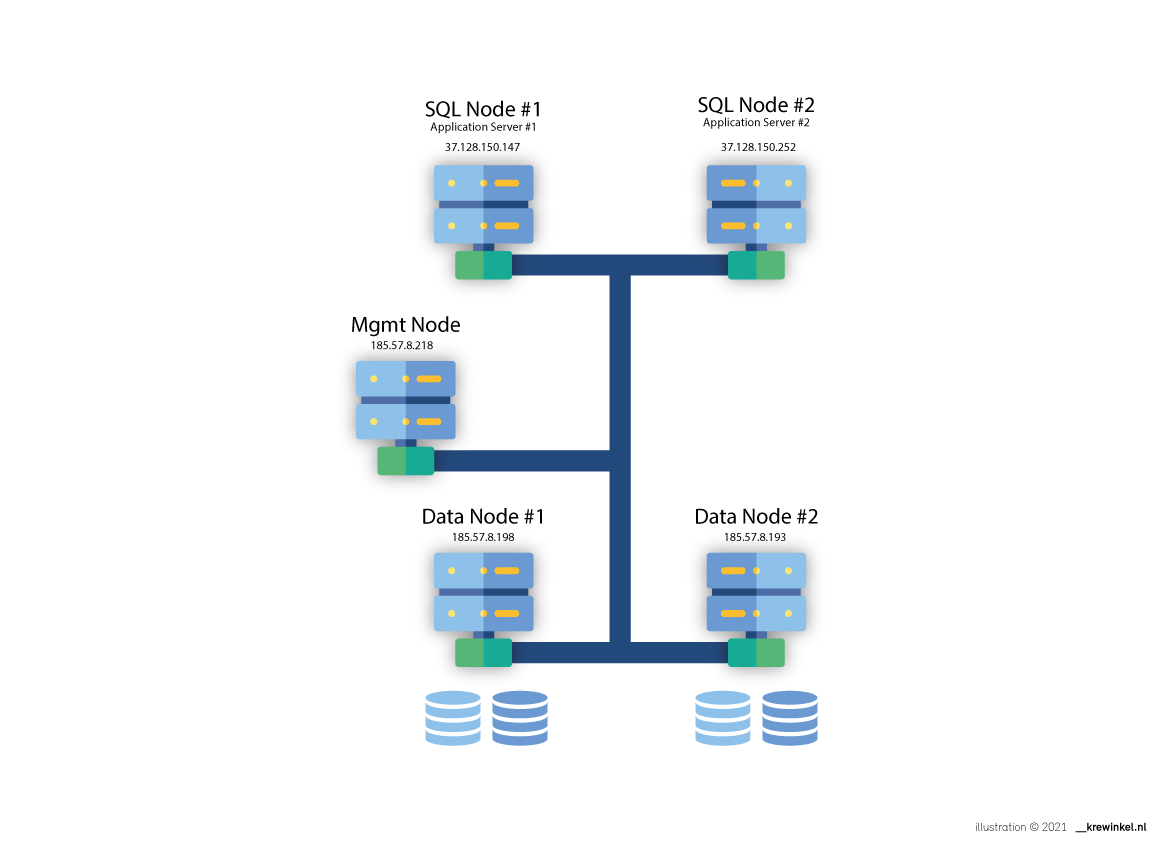 SQL Node #1
Application Server #1
37.128.150.147
SQL Node #2
Application Server #2
37.128.150.252
Mgmt Node
185.57.8.218
Data Node #1
185.57.8.198
Data Node #2
185.57.8.193
illustration © 2021 __krewinkel.nl